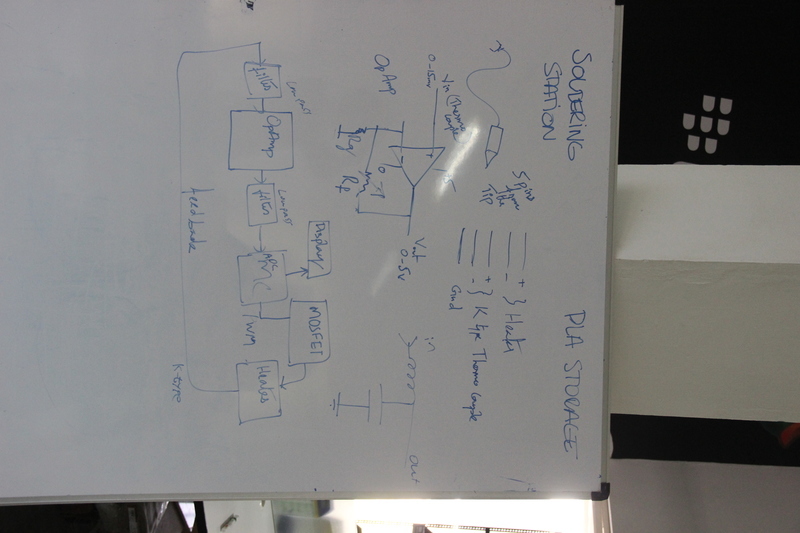 SOLDERING
STATION
PLA STORAGE
5 pins
from
the
Tip
+
-
} Heater
+
-
} K type Thermo couple
Gnd
Vin (Thermo
couple
0-15mv
+
-
+5
0
OpAmp
Rg
Rf
Vout
0-5v
in
out
Display
MOSFET
Low pass
filter
OpAmp
Low pass
filter
ADC
MC
PWM
Heater
feedback
K-type